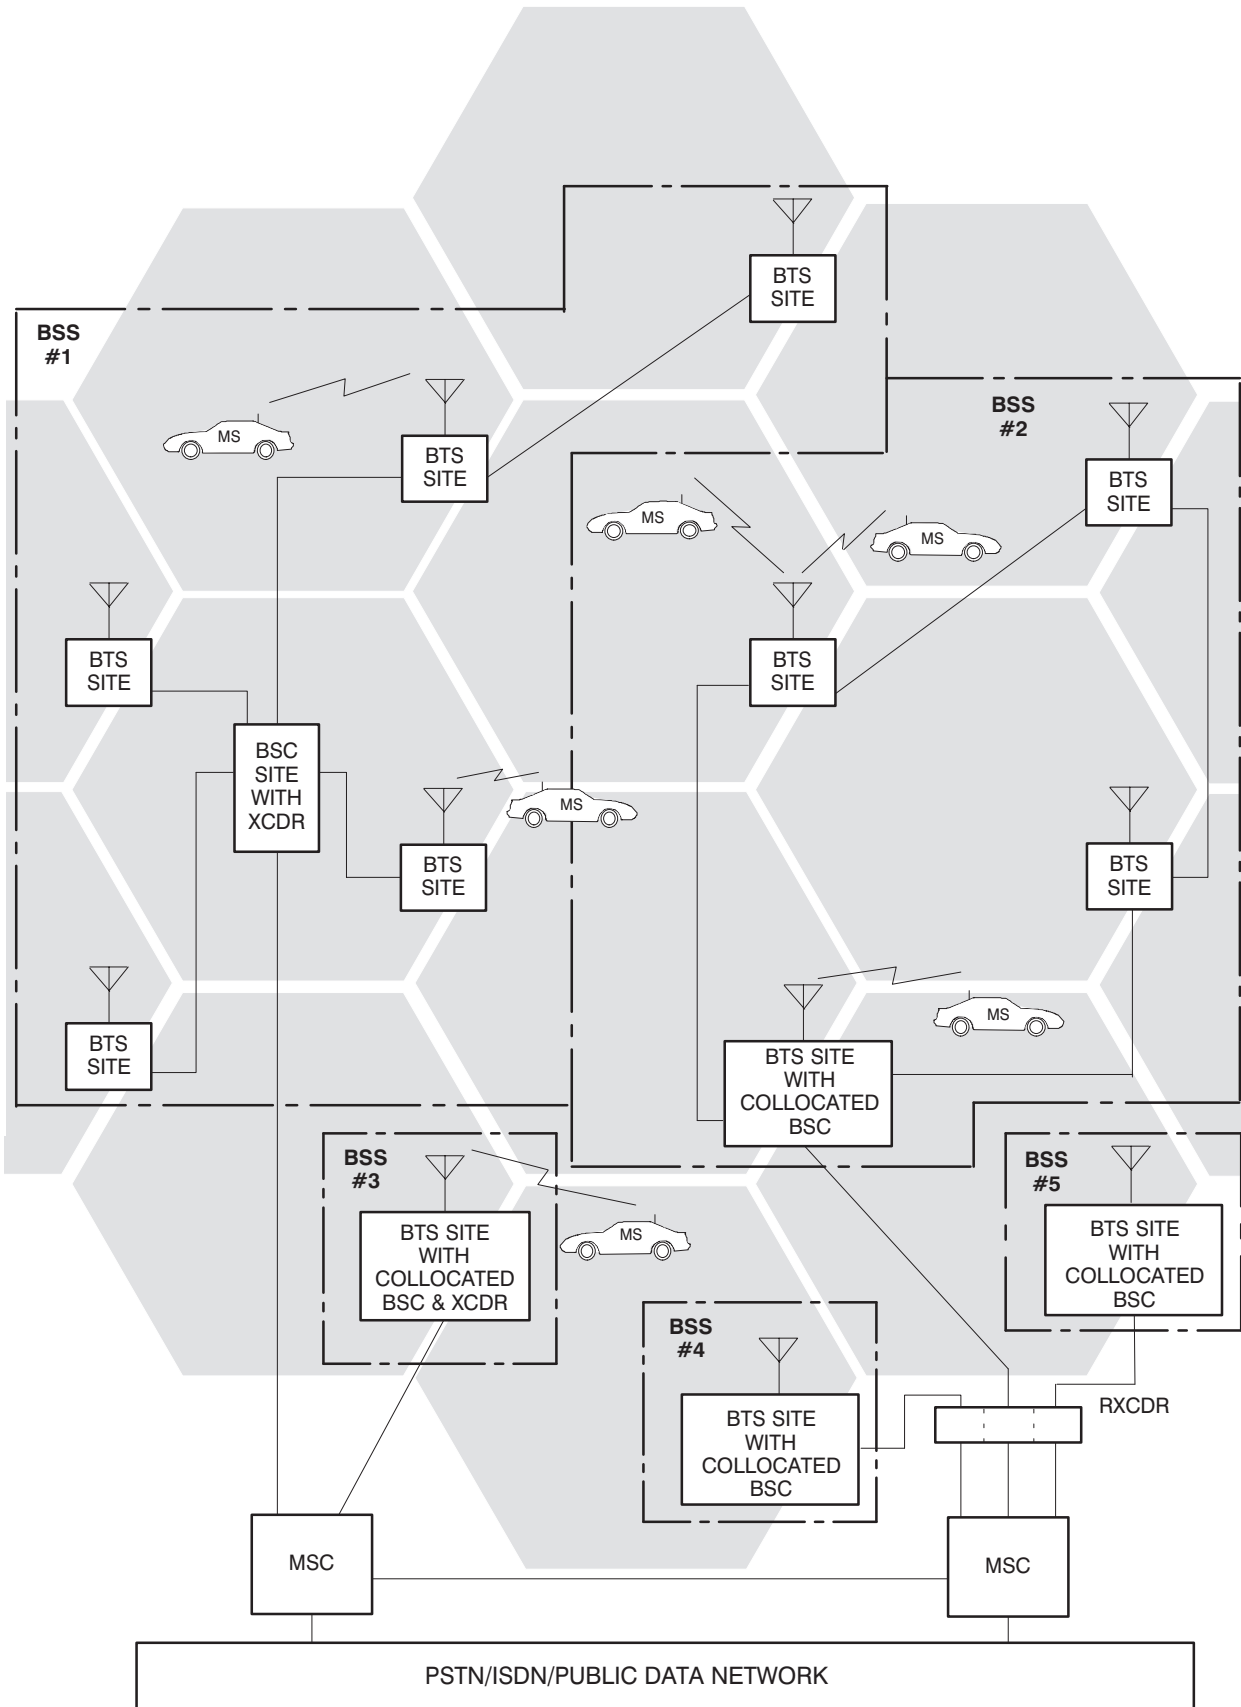 BTS
SITE
BSS
#1
BSS
#2
MS
BTS
SITE
BTS
SITE
MS
MS
BTS
SITE
BTS
SITE
BSC
SITE
WITH
XCDR
MS
BTS
SITE
BTS
SITE
BTS
SITE
MS
BTS SITE
WITH
COLLOCATED
BSC
BSS
#3
BSS
#5
BTS SITE
WITH
COLLOCATED
BSC & XCDR
MS
BTS SITE
WITH
COLLOCATED
BSC
BSS
#4
BTS SITE
WITH
COLLOCATED
BSC
RXCDR
MSC
MSC
PSTN/ISDN/PUBLIC DATA NETWORK